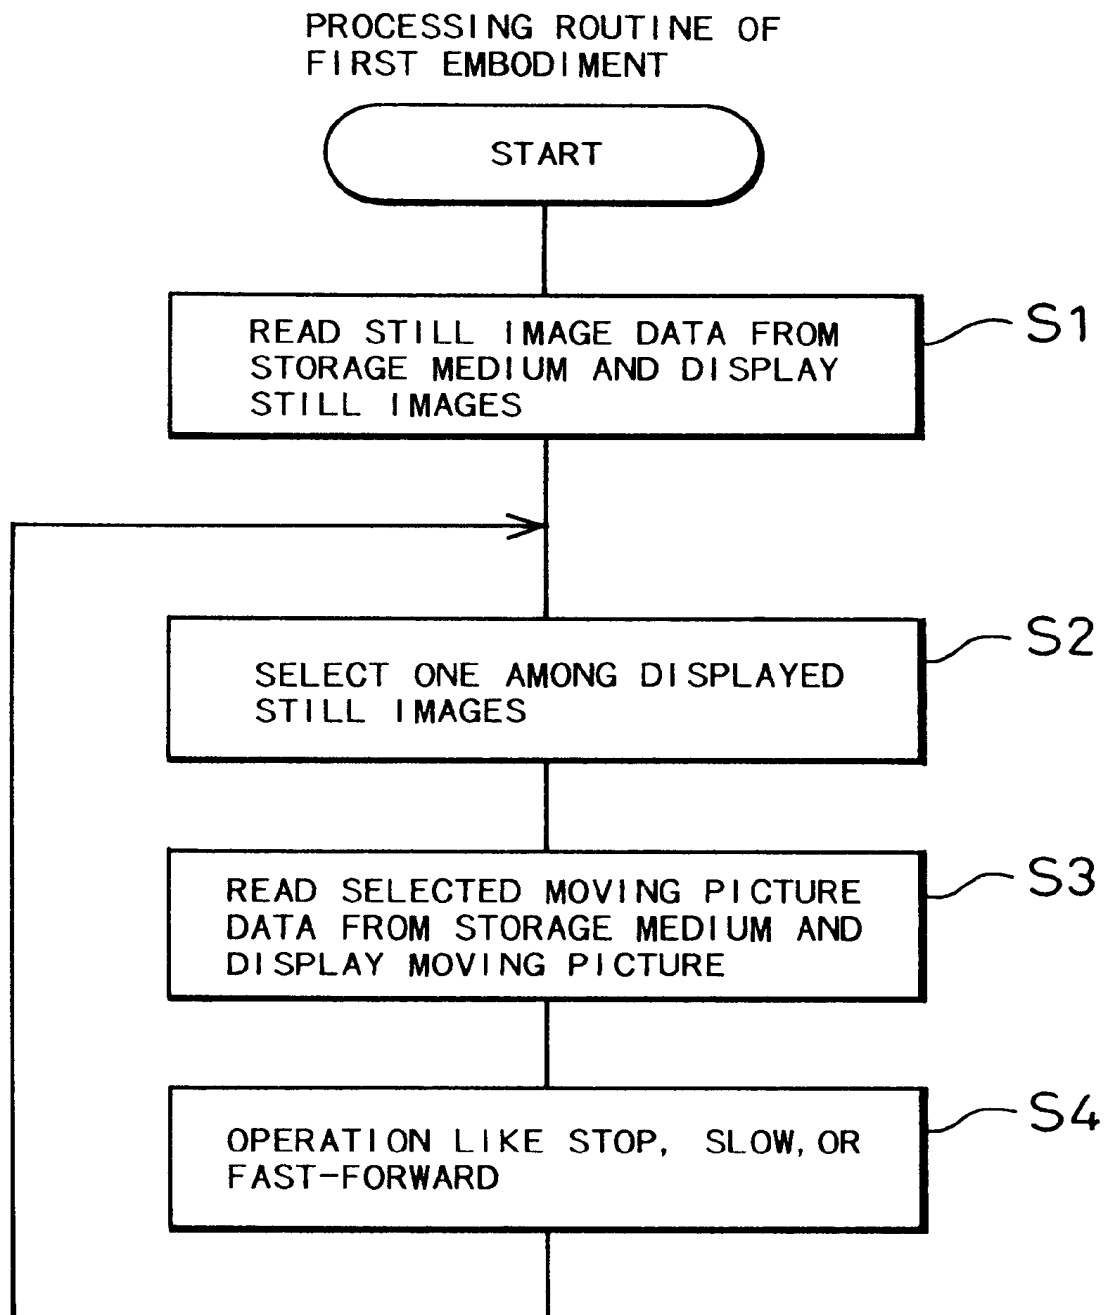 PROCESSING ROUTINE OF
FIRST EMBODIMENT
START
READ STILL IMAGE DATA FROM
STORAGE MEDIUM AND DISPLAY
STILL IMAGES
S1
SELECT ONE AMONG DISPLAYED
STILL IMAGES
S2
READ SELECTED MOVING PICTURE
DATA FROM STORAGE MEDIUM AND
DISPLAY MOVING PICTURE
S3
OPERATION LIKE STOP, SLOW, OR
FAST-FORWARD
S4